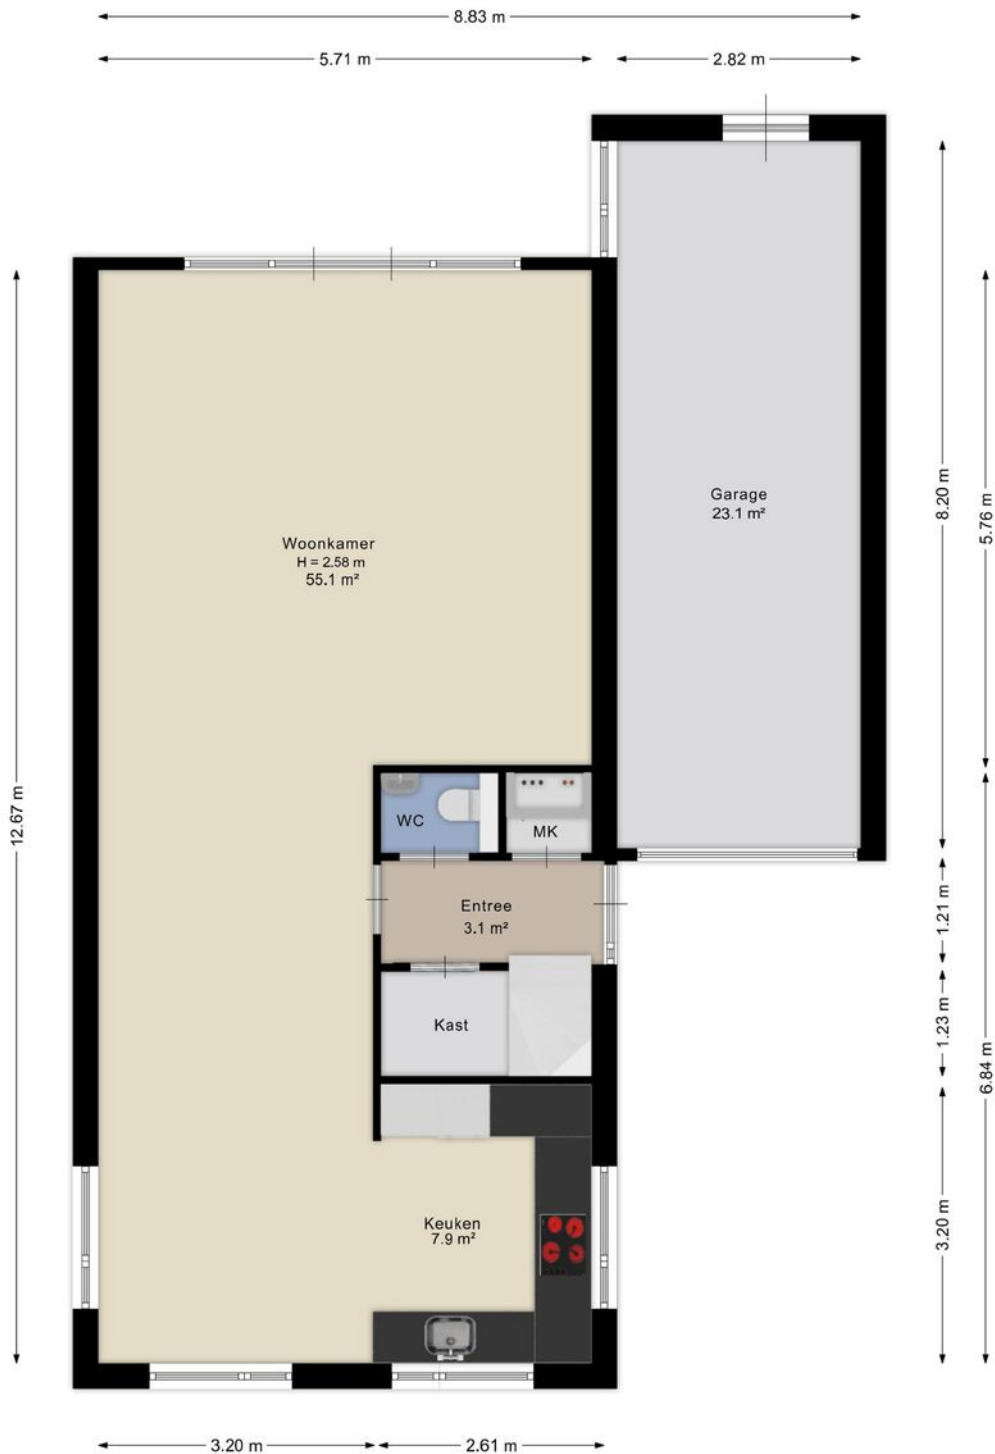 8.83 m
5.71 m
2.82 m
Garage
23.1 m²
8.20 m
5.76 m
Woonkamer
H = 2.58 m
55.1 m²
12.67 m
WC
MK
Entree
3.1 m²
1.21 m
Kast
1.23 m
6.84 m
Keuken
7.9 m²
3.20 m
3.20 m
2.61 m